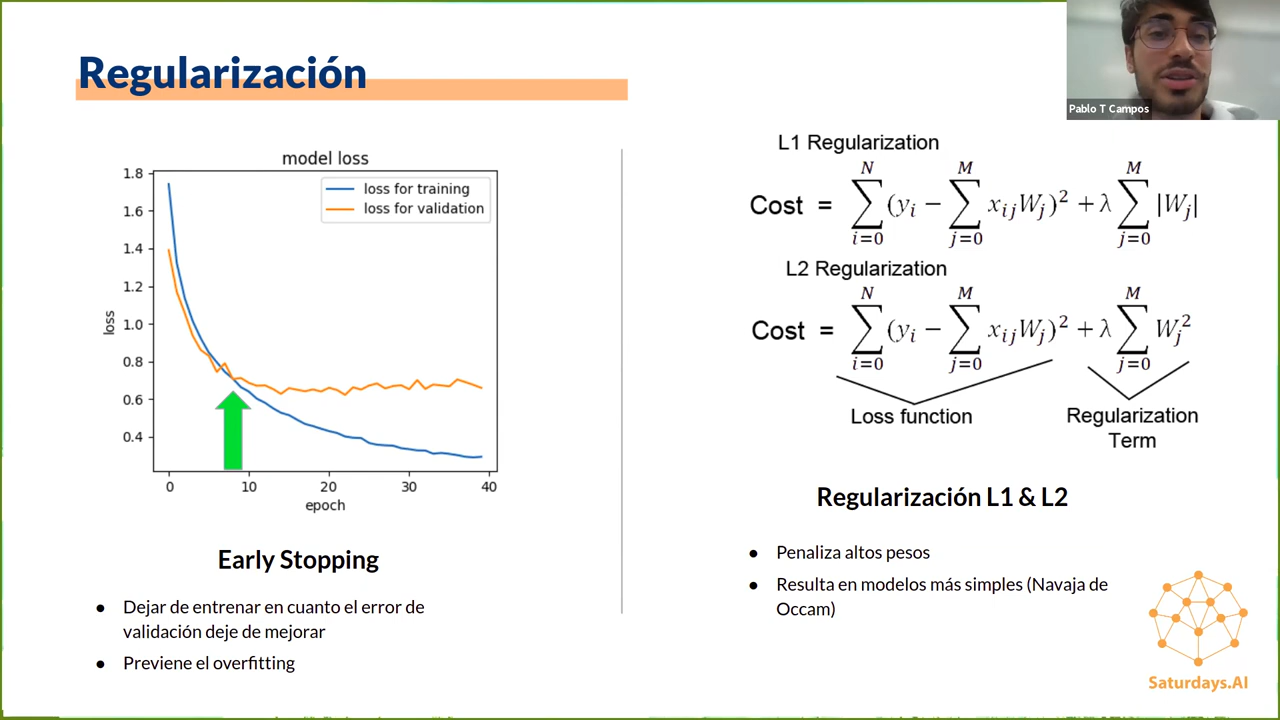 Regularización
Pablo T Campos
model loss
loss for training
loss for validation
1.8
1.6
1.4
1.2
1.0
0.8
0.6
0.4
loss
0 10 20 30 40
epoch
Early Stopping
● Dejar de entrenar en cuanto el error de
validación deje de mejorar
● Previene el overfitting
L1 Regularization
N M M
Cost = ∑ (yᵢ − ∑ xᵢⱼWⱼ)² + λ ∑ |Wⱼ|
i=0 j=0 j=0
L2 Regularization
N M M
Cost = ∑ (yᵢ − ∑ xᵢⱼWⱼ)² + λ ∑ Wⱼ²
i=0 j=0 j=0
Loss function
Regularization
Term
Regularización L1 & L2
● Penaliza altos pesos
● Resulta en modelos más simples (Navaja de
Occam)
Saturdays.AI